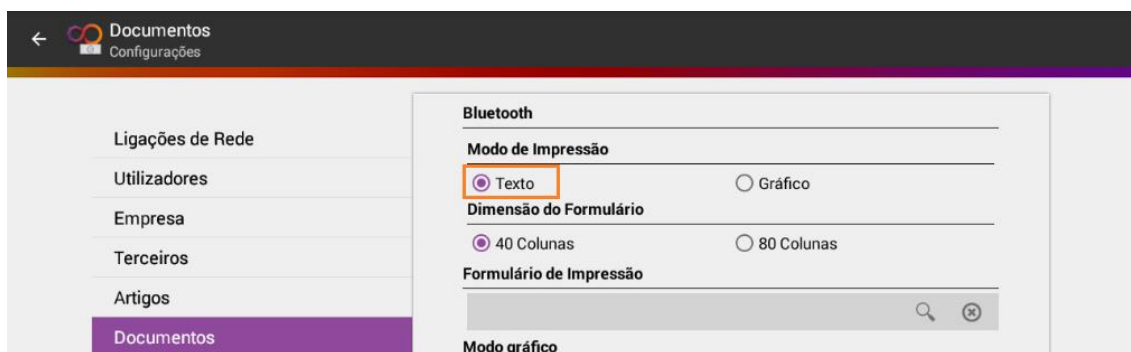 Documentos
Configurações
Ligações de Rede
Utilizadores
Empresa
Terceiros
Artigos
Documentos
Bluetooth
Modo de Impressão
Texto Gráfico
Dimensão do Formulário
40 Colunas 80 Colunas
Formulário de Impressão
Modo gráfico